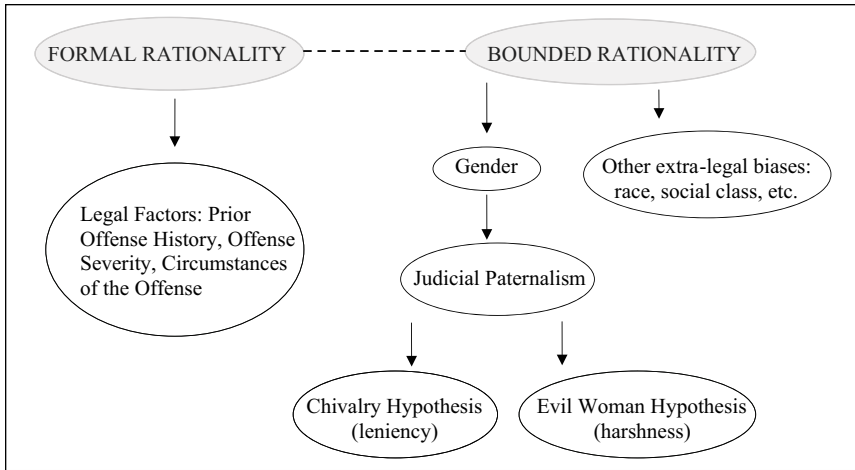 FORMAL RATIONALITY
BOUNDED RATIONALITY
Gender
Other extra-legal biases:
race, social class, etc.
Legal Factors: Prior
Offense History, Offense
Severity, Circumstances
of the Offense
Judicial Paternalism
Chivalry Hypothesis
(leniency)
Evil Woman Hypothesis
(harshness)